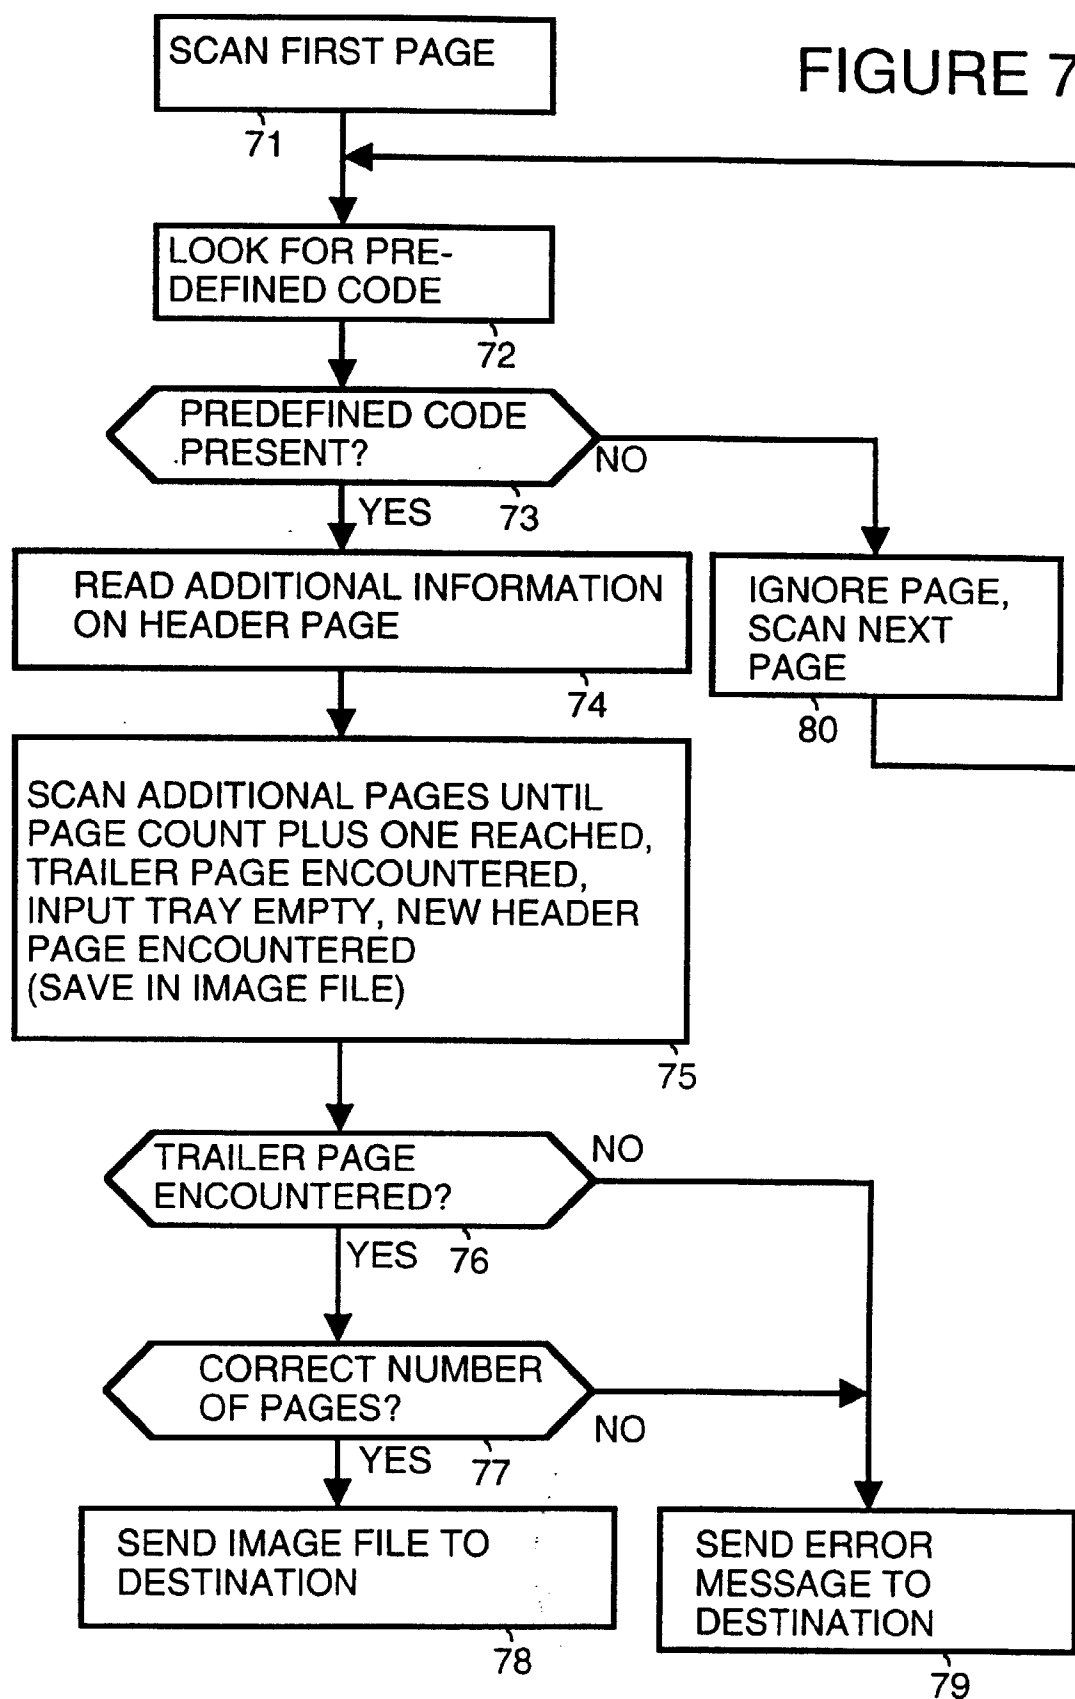 FIGURE 7
SCAN FIRST PAGE
71
LOOK FOR PRE-
DEFINED CODE
72
PREDEFINED CODE
PRESENT?
NO
73
YES
READ ADDITIONAL INFORMATION
ON HEADER PAGE
74
IGNORE PAGE,
SCAN NEXT
PAGE
80
SCAN ADDITIONAL PAGES UNTIL
PAGE COUNT PLUS ONE REACHED,
TRAILER PAGE ENCOUNTERED,
INPUT TRAY EMPTY, NEW HEADER
PAGE ENCOUNTERED
(SAVE IN IMAGE FILE)
75
TRAILER PAGE
ENCOUNTERED?
NO
YES
76
CORRECT NUMBER
OF PAGES?
NO
YES
77
SEND IMAGE FILE TO
DESTINATION
78
SEND ERROR
MESSAGE TO
DESTINATION
79